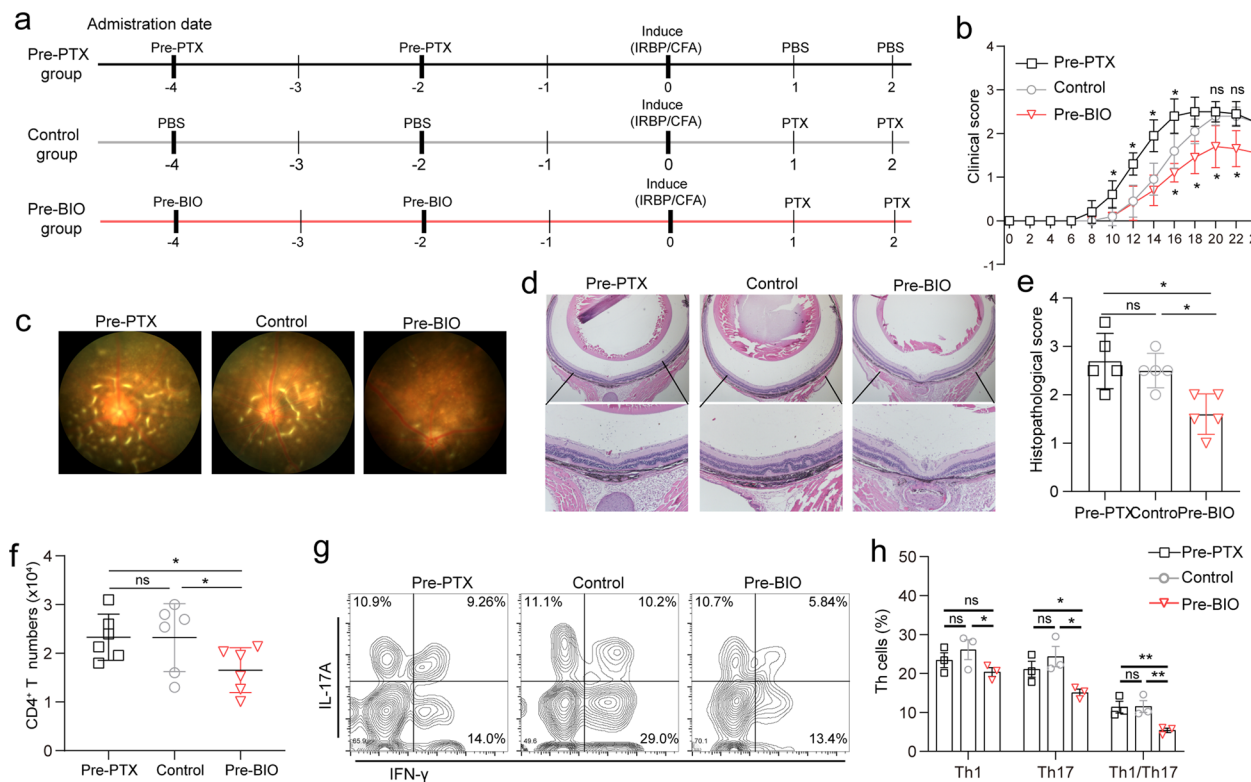 a
Admistration date
Pre-PTX
group
Pre-PTX
Pre-PTX
Induce
(IRBP/CFA)
PBS
PBS
-4
-3
-2
-1
0
1
2
Control
group
PBS
PBS
Induce
(IRBP/CFA)
PTX
PTX
-4
-3
-2
-1
0
1
2
Pre-BIO
group
Pre-BIO
Pre-BIO
Induce
(IRBP/CFA)
PTX
PTX
-4
-3
-2
-1
0
1
2
b
Clinical score
4
3
2
1
0
-1
Pre-PTX
Control
Pre-BIO
* * * * ns ns
* * * *
0 2 4 6 8 10 12 14 16 18 20 22
c
Pre-PTX
Control
Pre-BIO
d
Pre-PTX
Control
Pre-BIO
e
Histopathological score
4
3
2
1
0
*
ns
*
Pre-PTX
Contro
Pre-BIO
f
CD4⁺ T numbers (x10⁴)
4
3
2
1
0
*
ns
*
Pre-PTX
Control
Pre-BIO
g
Pre-PTX
Control
Pre-BIO
10.9%
9.26%
14.0%
11.1%
10.2%
49.6
29.0%
10.7%
5.84%
70.1
13.4%
IL-17A
IFN-γ
h
Th cells (%)
50
40
30
20
10
0
Pre-PTX
Control
Pre-BIO
ns
ns
*
*
ns
*
**
ns
**
Th1
Th17
Th1/Th17